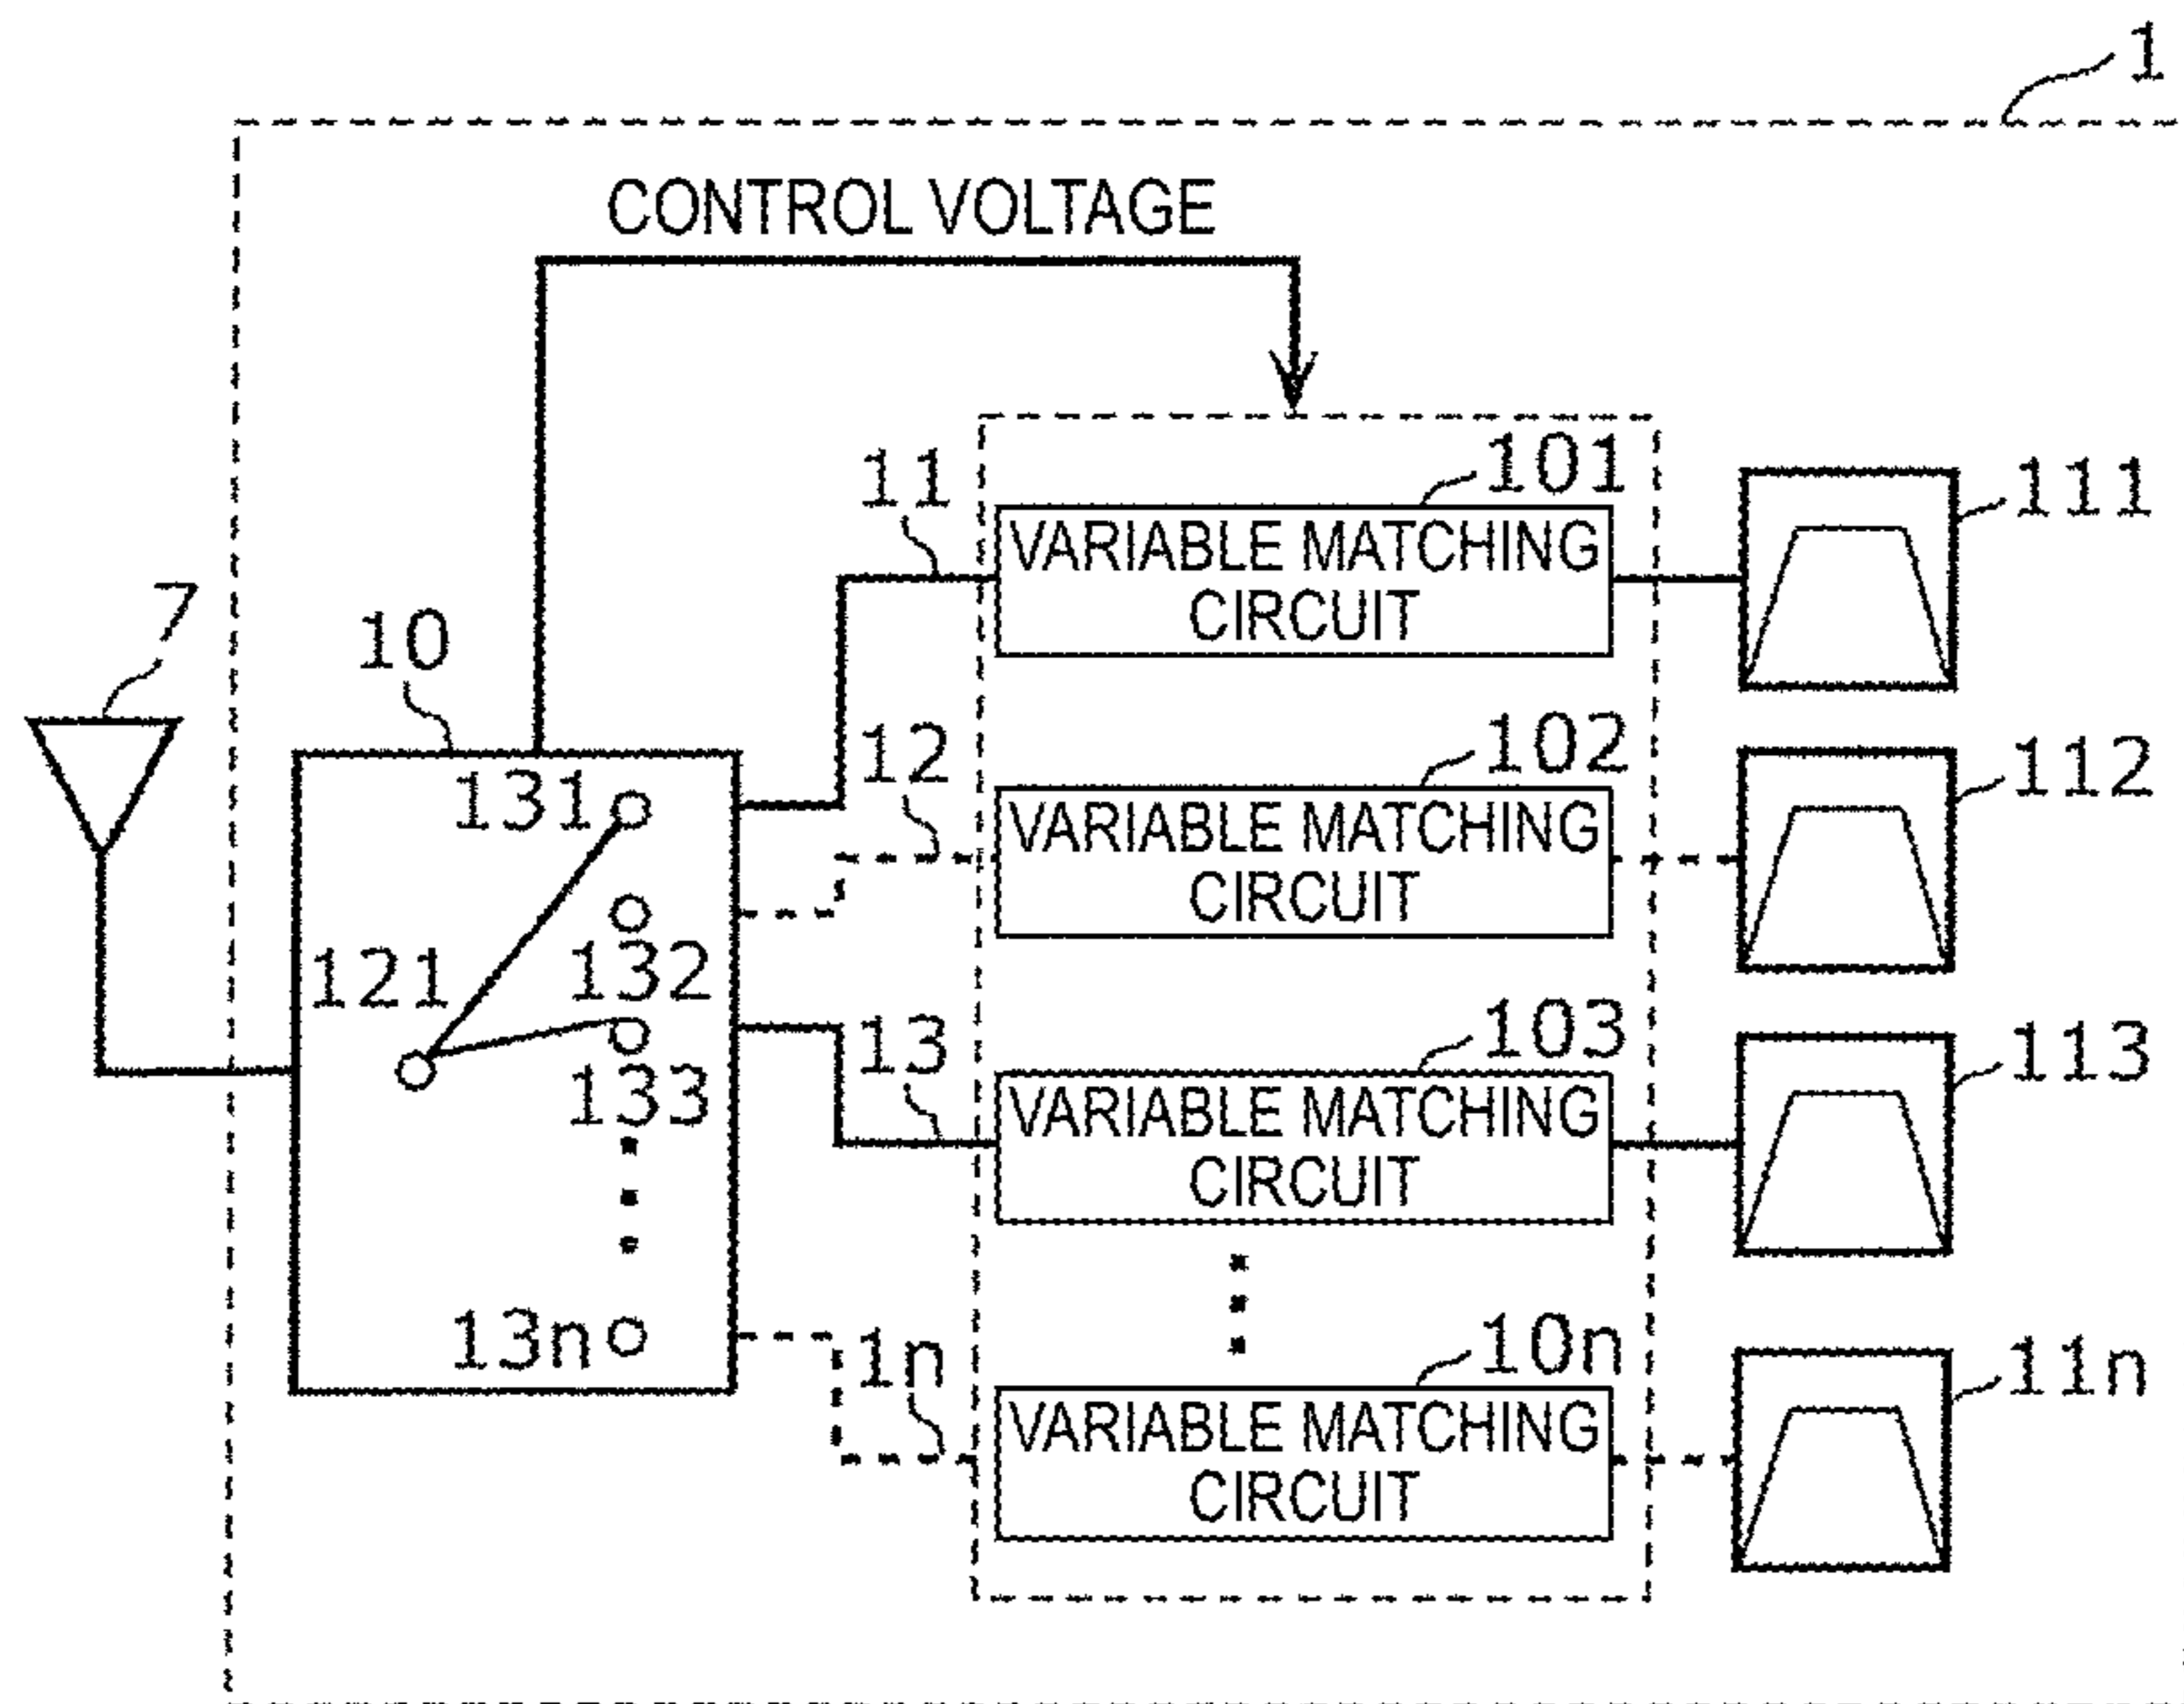 1
CONTROL VOLTAGE
11
101
VARIABLE MATCHING
CIRCUIT
111
7
10
12
102
VARIABLE MATCHING
CIRCUIT
112
131
132
121
133
13n
13
103
VARIABLE MATCHING
CIRCUIT
113
1n
10n
VARIABLE MATCHING
CIRCUIT
11n